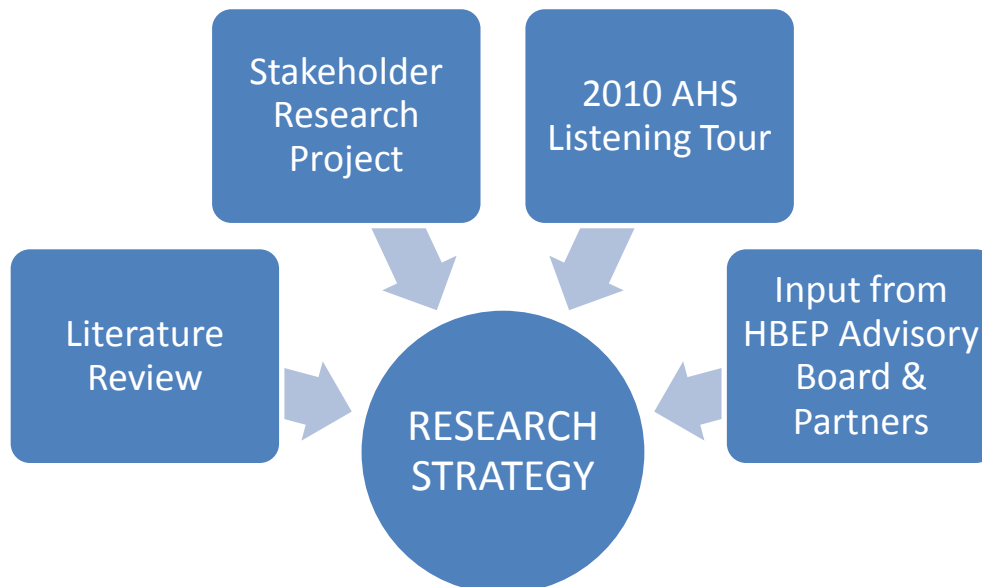 Stakeholder
Research
Project
2010 AHS
Listening Tour
Literature
Review
Input from
HBEP Advisory
Board &
Partners
RESEARCH
STRATEGY